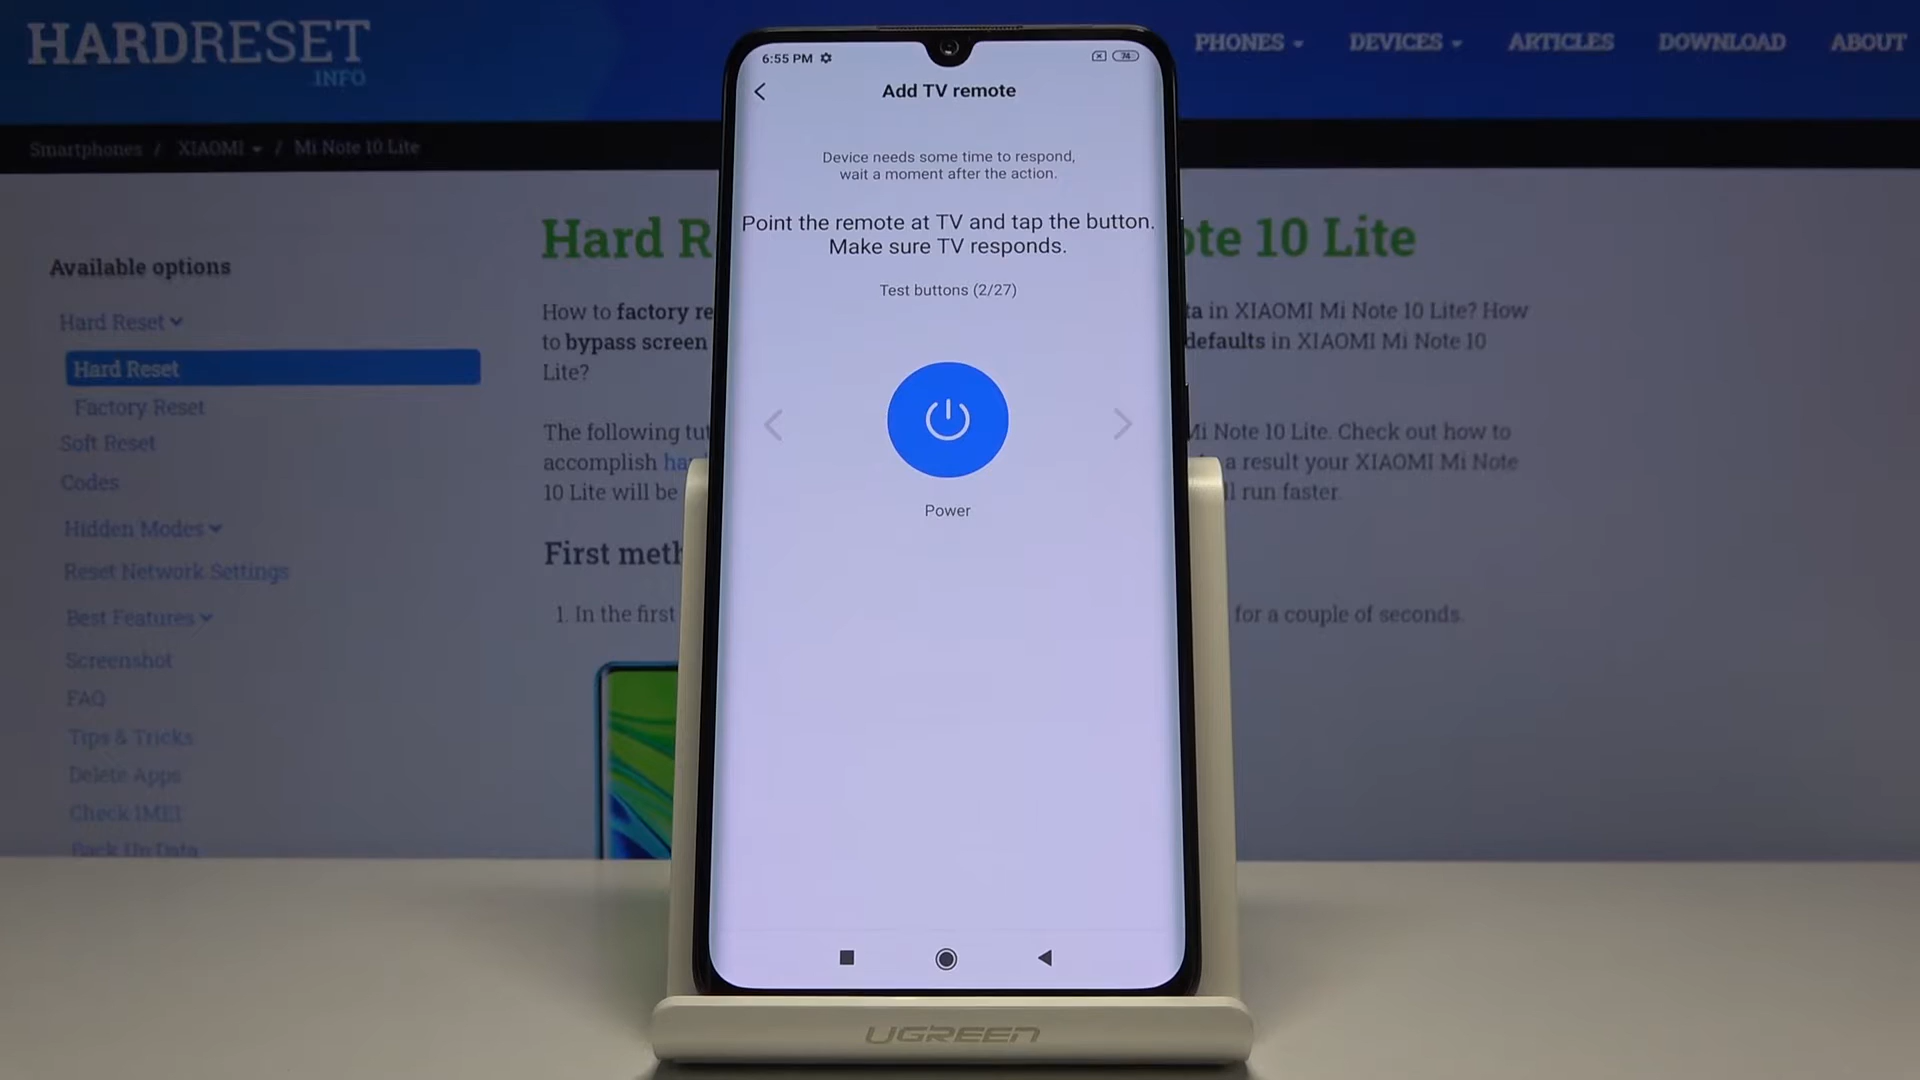 HARDRESET
.INFO
PHONES
DEVICES
ARTICLES
DOWNLOAD
ABOUT
Smartphones / XIAOMI / Mi Note 10 Lite
Available options
Hard Reset
Hard Reset
Factory Reset
Soft Reset
Codes
Hidden Modes
Reset Network Settings
Best Features
Screenshot
FAQ
Tips & Tricks
Delete Apps
Check IMEI
Back Up Data
Hard R
ote 10 Lite
How to factory re
ta in XIAOMI Mi Note 10 Lite? How
to bypass screen
defaults in XIAOMI Mi Note 10
Lite?
The following tut
Mi Note 10 Lite. Check out how to
accomplish ha
a result your XIAOMI Mi Note
10 Lite will be
ll run faster.
First meth
1. In the first
for a couple of seconds.
6:55 PM
74
Add TV remote
Device needs some time to respond,
wait a moment after the action.
Point the remote at TV and tap the button.
Make sure TV responds.
Test buttons (2/27)
Power
UGREEN